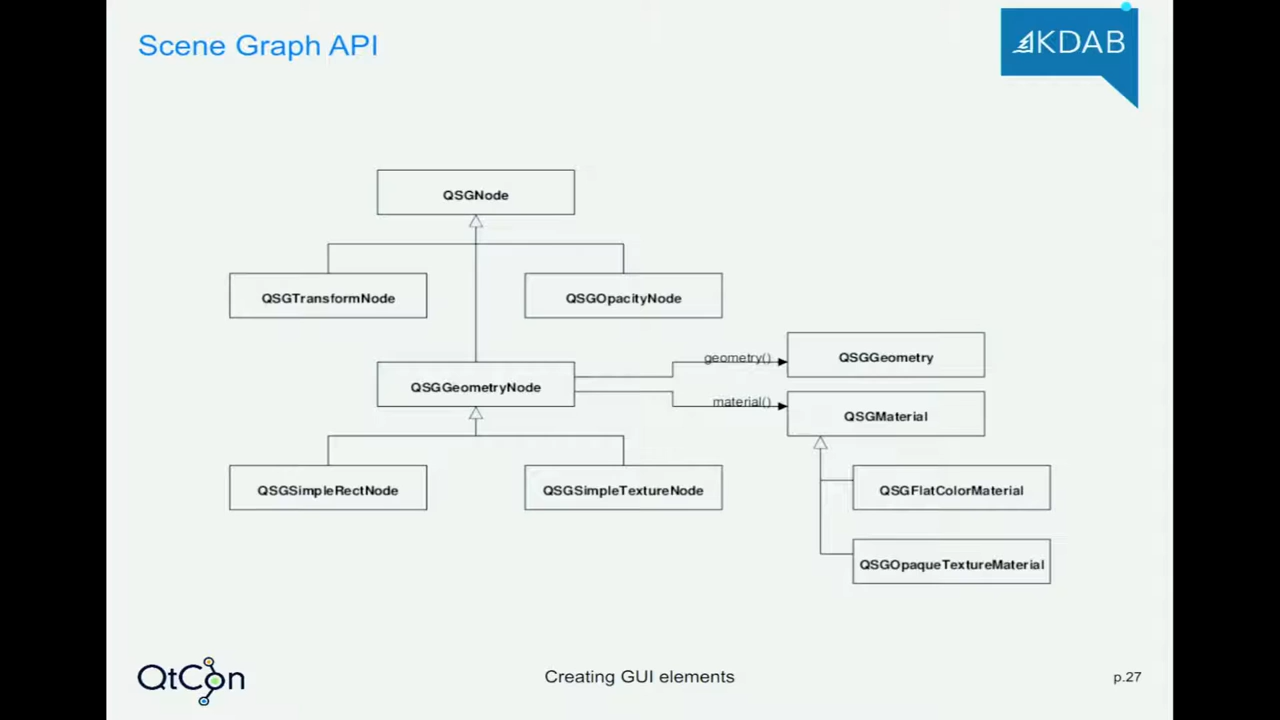 Scene Graph API
KDAB
QSGNode
QSGTransformNode
QSGOpacityNode
geometry()
QSGGeometry
QSGGeometryNode
material()
QSGMaterial
QSGSimpleRectNode
QSGSimpleTextureNode
QSGFlatColorMaterial
QSGOpaqueTextureMaterial
QtCon
Creating GUI elements
p.27